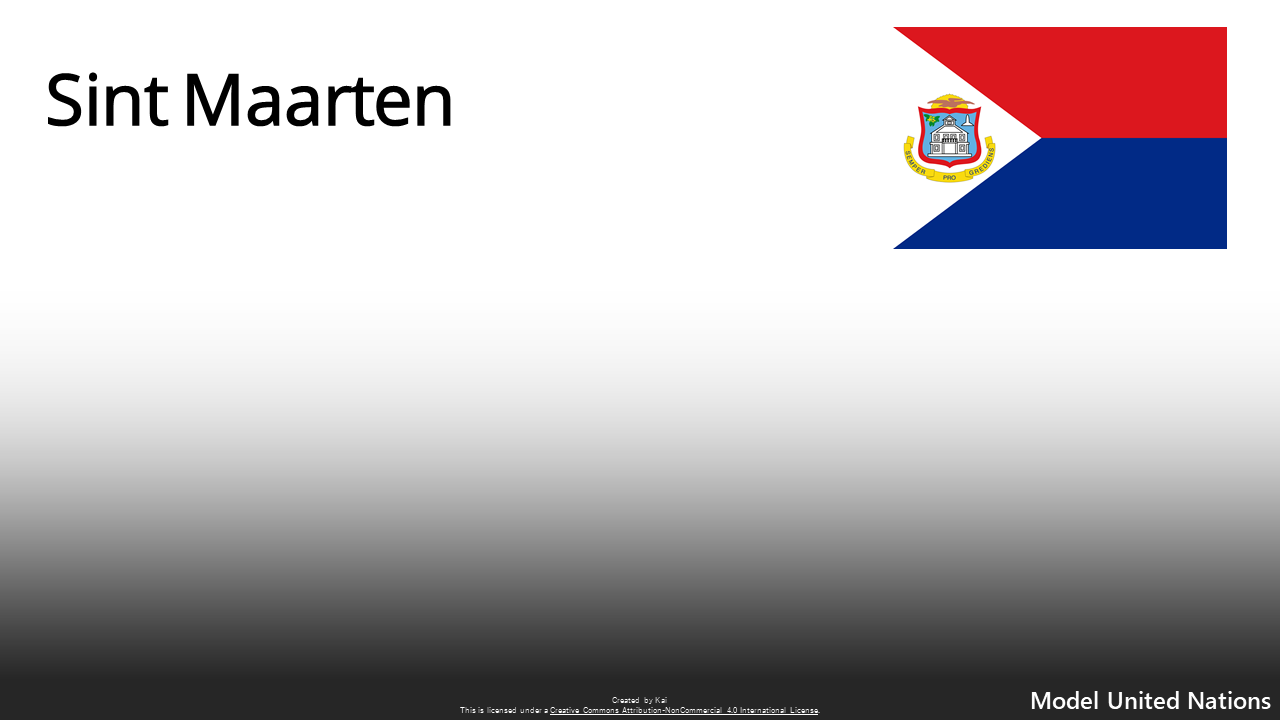 Sint Maarten
SEMPER PRO GREDIENS
Created by Kai
This is licensed under a Creative Commons Attribution-NonCommercial 4.0 International License.
Model United Nations